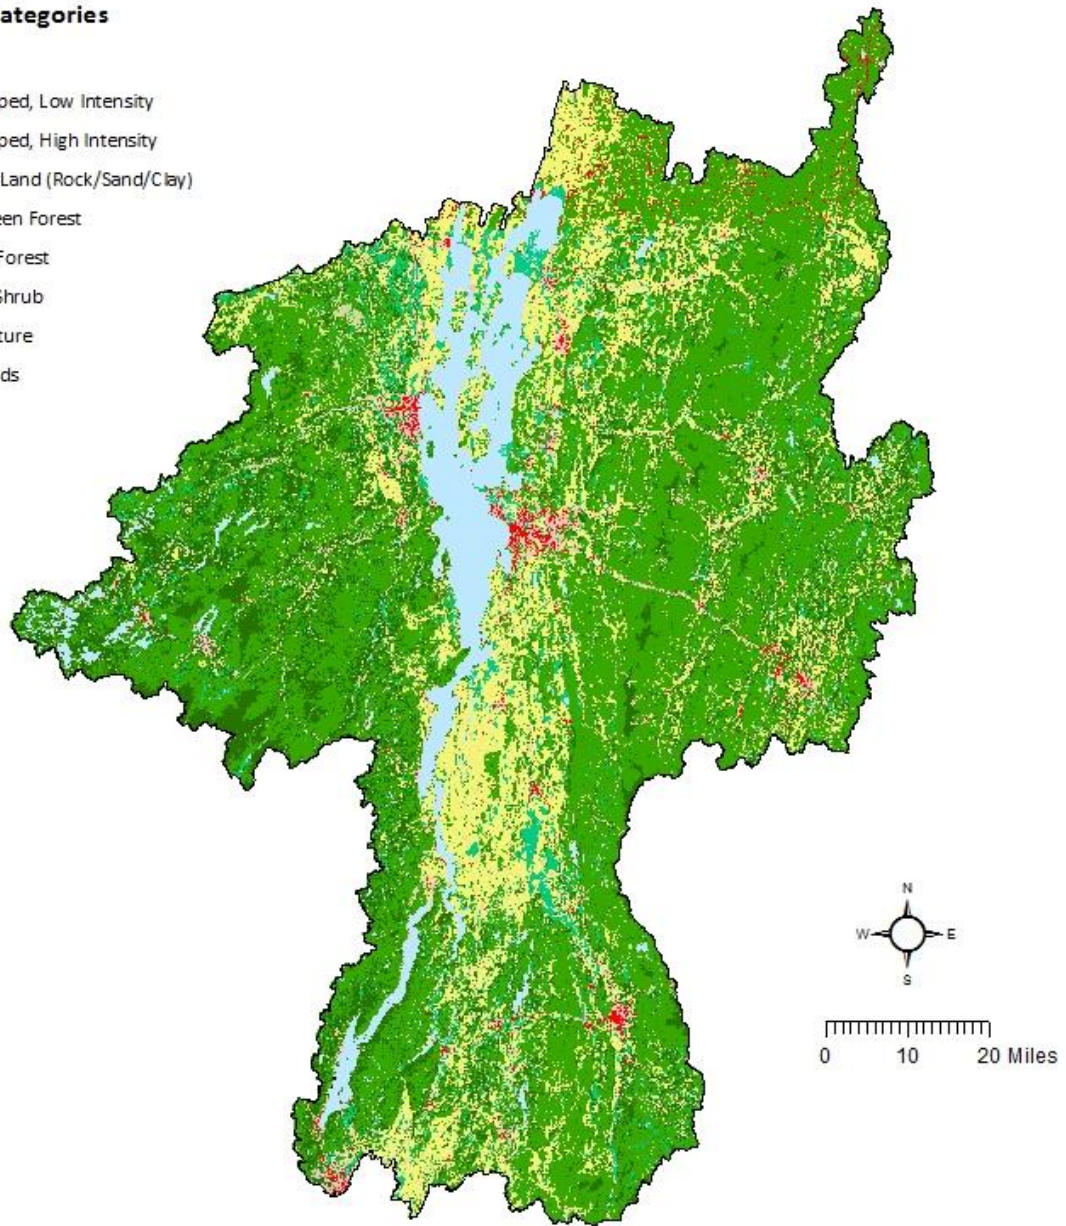 ategories
ped, Low Intensity
ped, High Intensity
Land (Rock/Sand/Clay)
een Forest
Forest
Shrub
ture
ds
N
W E
S
0 10 20 Miles